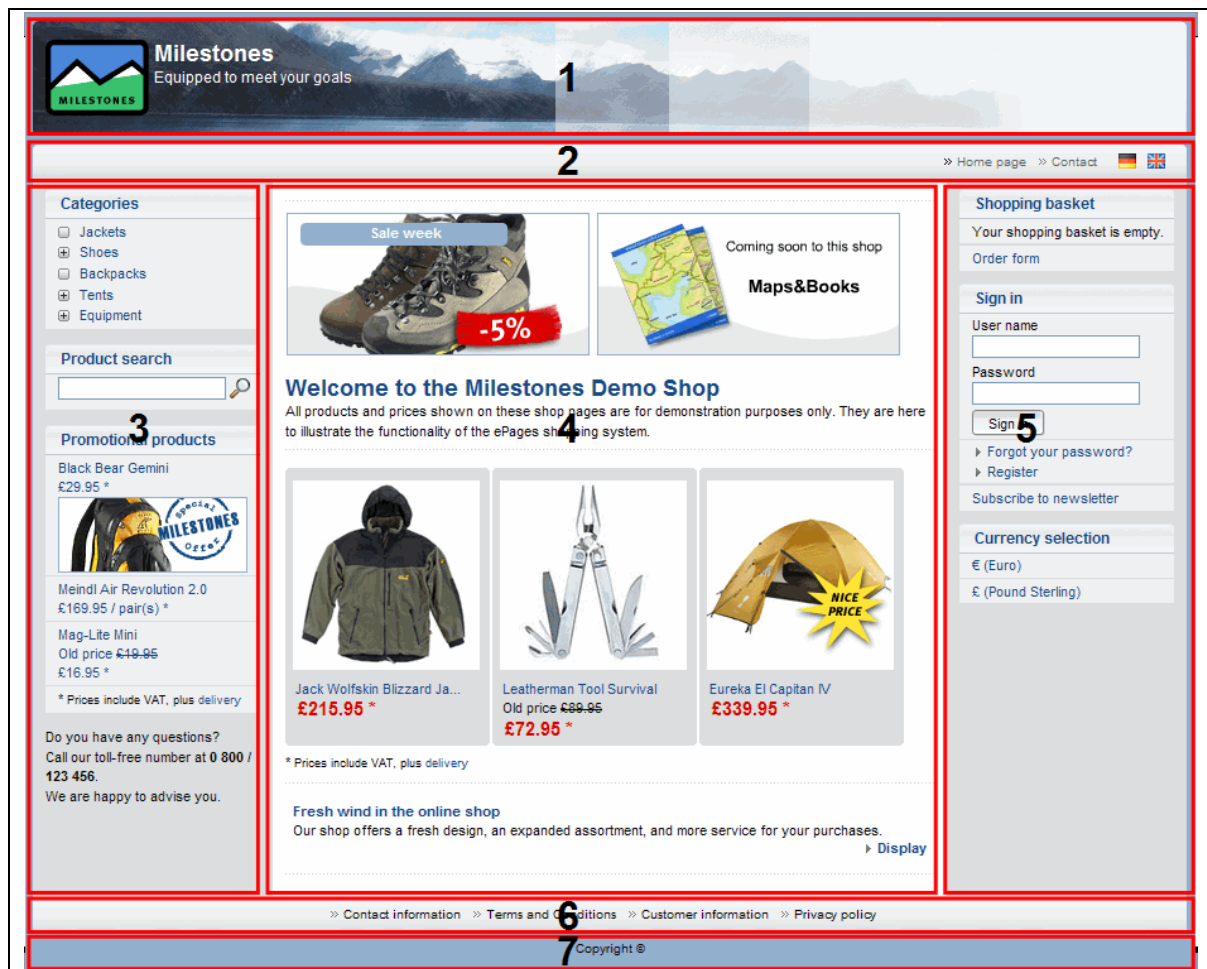 Milestones
Equipped to meet your goals
MILESTONES
1
2
» Home page » Contact
Categories
Jackets
Shoes
Backpacks
Tents
Equipment
Product search
3
Promotional products
Black Bear Gemini
£29.95 *
Special
MILESTONES
Offer
Meindl Air Revolution 2.0
£169.95 / pair(s) *
Mag-Lite Mini
Old price £19.95
£16.95 *
* Prices include VAT, plus delivery
Do you have any questions?
Call our toll-free number at 0 800 /
123 456.
We are happy to advise you.
Sale week
-5%
Coming soon to this shop
Maps&Books
Welcome to the Milestones Demo Shop
All products and prices shown on these shop pages are for demonstration purposes only. They are here
to illustrate the functionality of the ePages shopping system.
4
NICE
PRICE
Jack Wolfskin Blizzard Ja...
£215.95 *
Leatherman Tool Survival
Old price £89.95
£72.95 *
Eureka El Capitan IV
£339.95 *
* Prices include VAT, plus delivery
Fresh wind in the online shop
Our shop offers a fresh design, an expanded assortment, and more service for your purchases.
Display
Shopping basket
Your shopping basket is empty.
Order form
Sign in
User name
Password
Sign
5
Forgot your password?
Register
Subscribe to newsletter
Currency selection
€ (Euro)
£ (Pound Sterling)
» Contact information » Terms and Conditions » Customer information » Privacy policy
6
7
Copyright ©